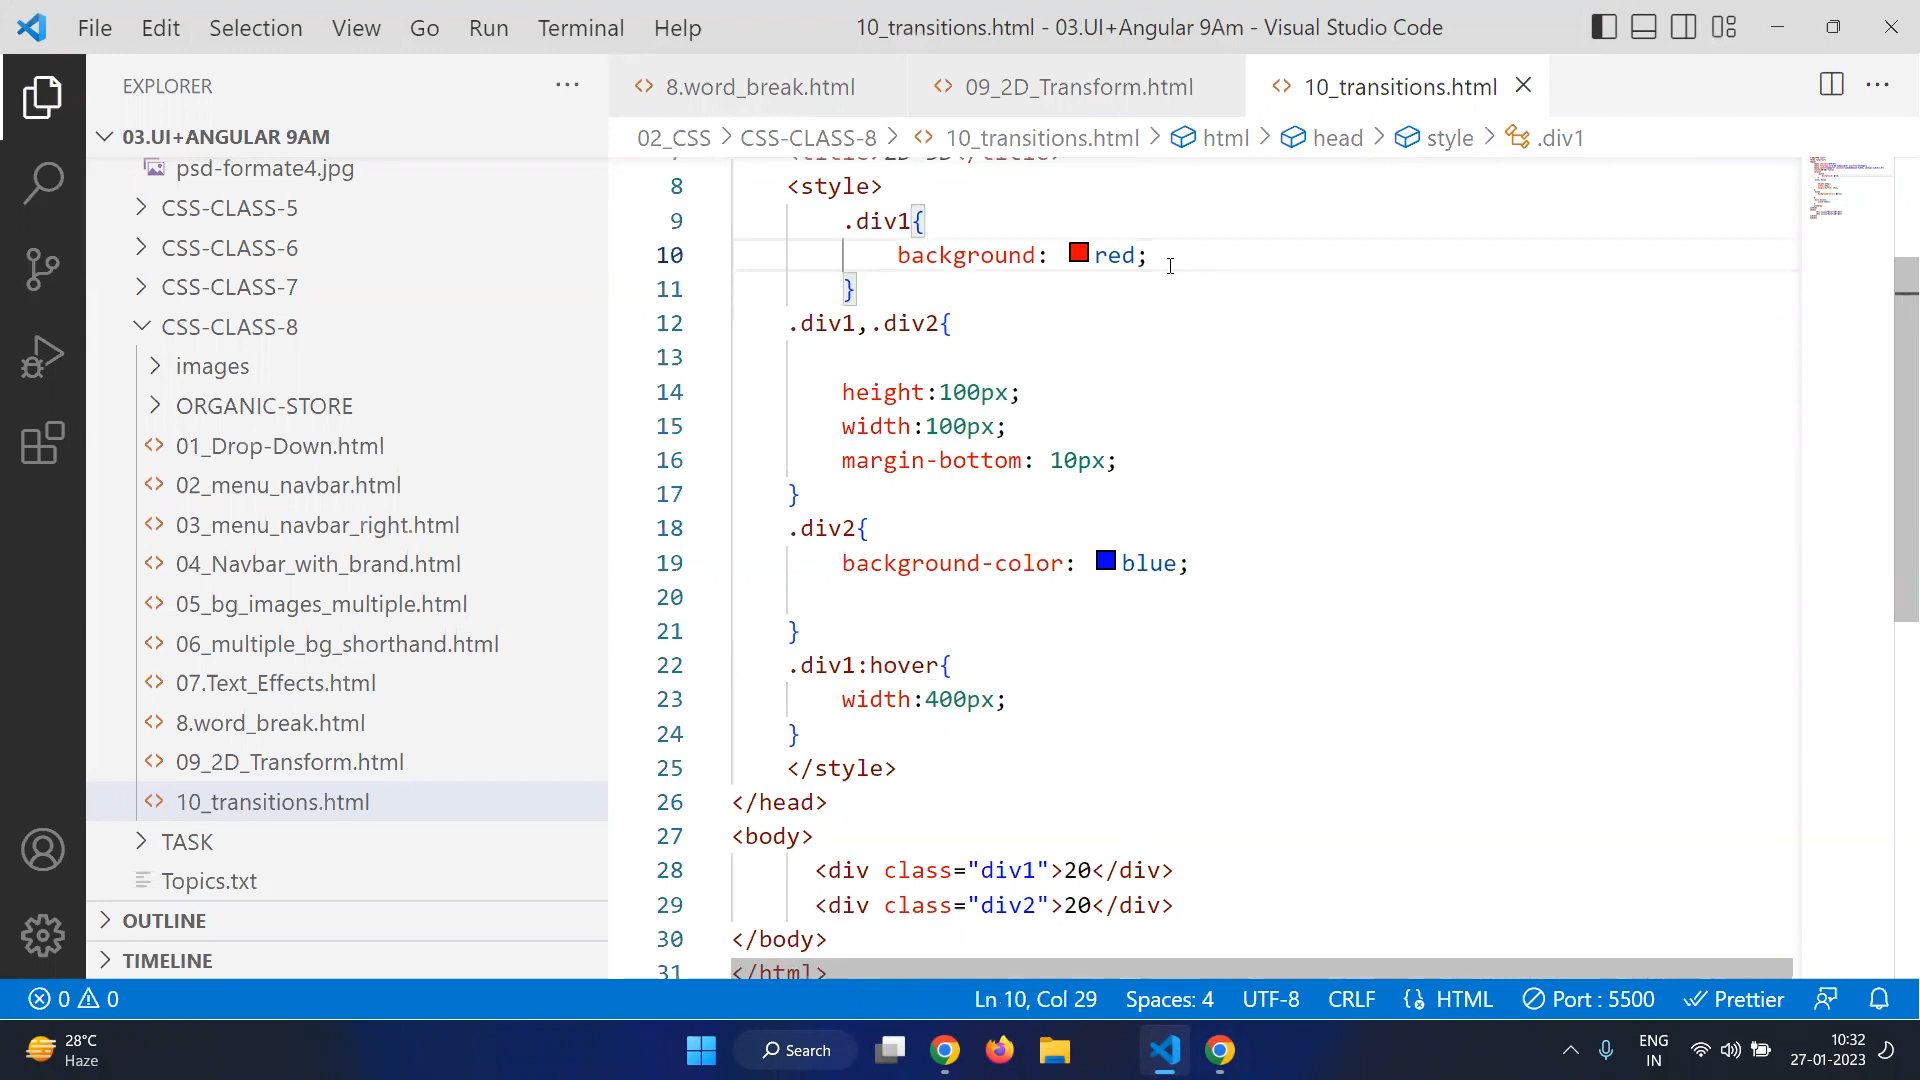 File Edit Selection View Go Run Terminal Help 10_transitions.html - 03.UI+Angular 9Am - Visual Studio Code
EXPLORER
8.word_break.html 09_2D_Transform.html 10_transitions.html
03.UI+ANGULAR 9AM
02_CSS > CSS-CLASS-8 > 10_transitions.html > html > head > style > .div1
psd-formate4.jpg
CSS-CLASS-5
CSS-CLASS-6
CSS-CLASS-7
CSS-CLASS-8
images
ORGANIC-STORE
01_Drop-Down.html
02_menu_navbar.html
03_menu_navbar_right.html
04_Navbar_with_brand.html
05_bg_images_multiple.html
06_multiple_bg_shorthand.html
07.Text_Effects.html
8.word_break.html
09_2D_Transform.html
10_transitions.html
TASK
Topics.txt
OUTLINE
TIMELINE
8 <style>
9 .div1{
10 background: red;
11 }
12 .div1,.div2{
13
14 height:100px;
15 width:100px;
16 margin-bottom: 10px;
17 }
18 .div2{
19 background-color: blue;
20
21 }
22 .div1:hover{
23 width:400px;
24 }
25 </style>
26 </head>
27 <body>
28 <div class="div1">20</div>
29 <div class="div2">20</div>
30 </body>
31 </html>
0 0 Ln 10, Col 29 Spaces: 4 UTF-8 CRLF HTML Port : 5500 Prettier
28°C
Haze
Search
ENG
IN
10:32
27-01-2023